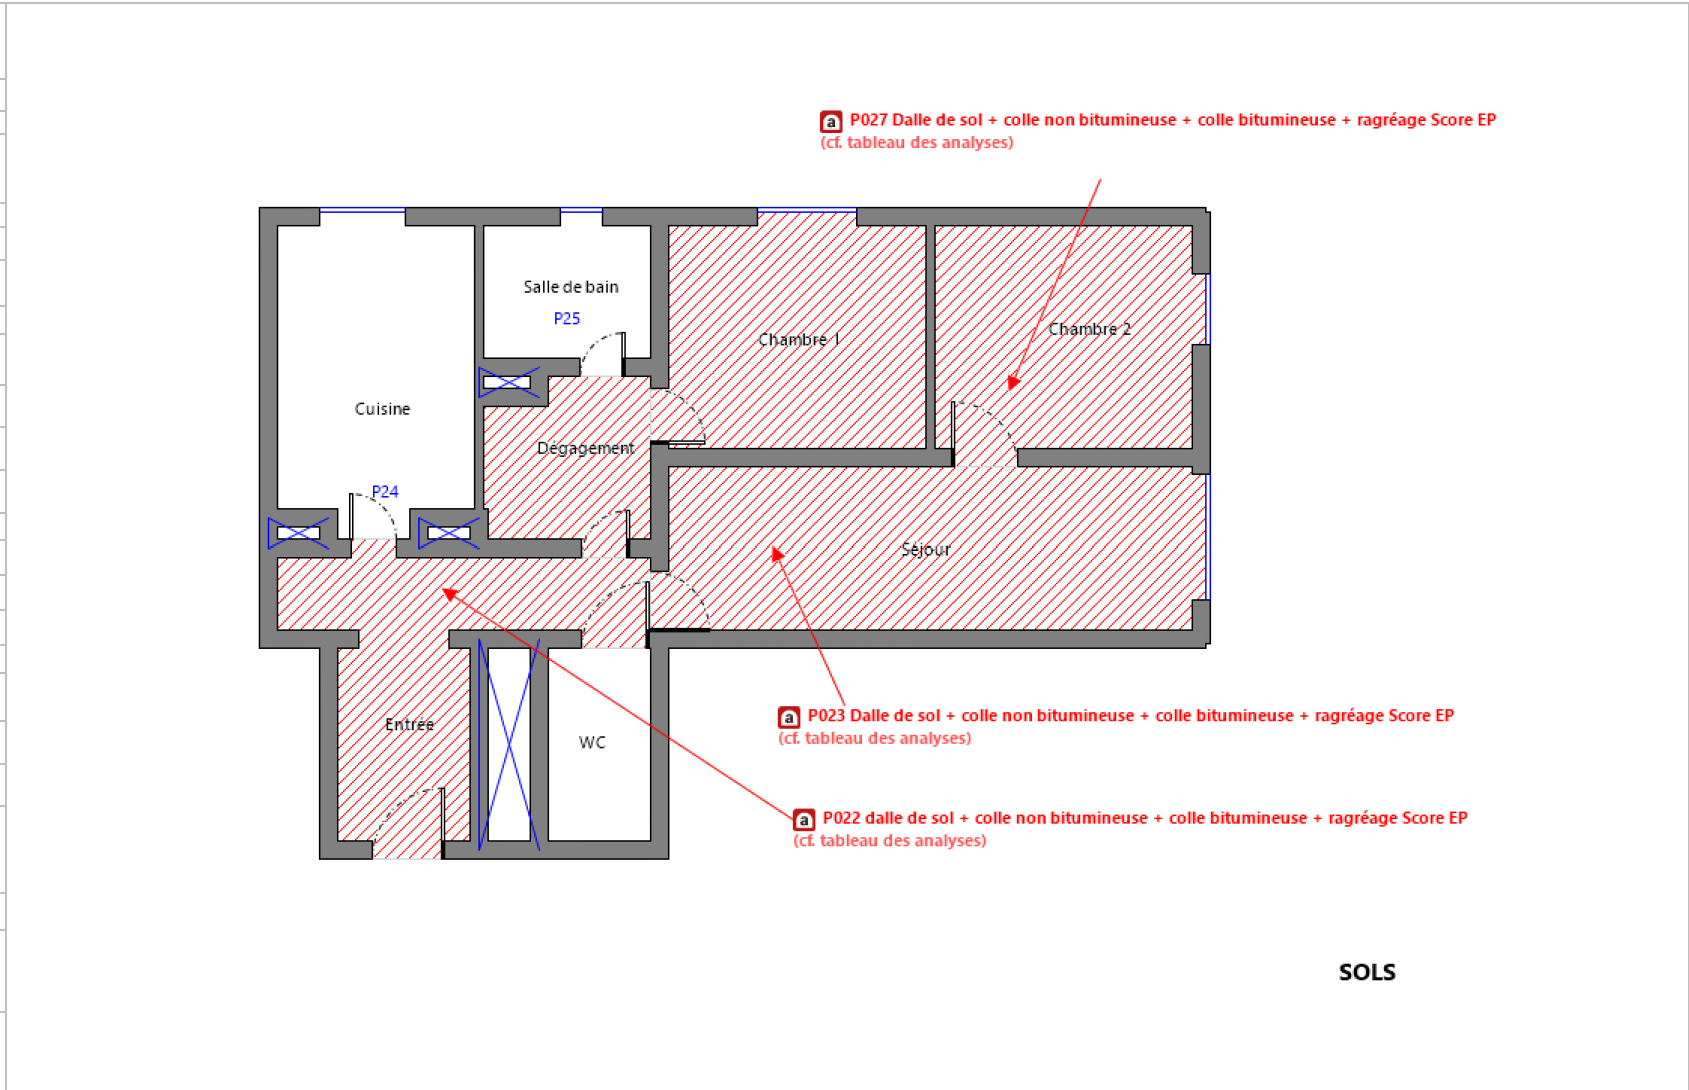 a P027 Dalle de sol + colle non bitumineuse + colle bitumineuse + ragréage Score EP
(cf. tableau des analyses)
Salle de bain
P25
Chambre 1
Chambre 2
Cuisine
Dégagement
P24
Séjour
a P023 Dalle de sol + colle non bitumineuse + colle bitumineuse + ragréage Score EP
(cf. tableau des analyses)
Entrée
WC
a P022 dalle de sol + colle non bitumineuse + colle bitumineuse + ragréage Score EP
(cf. tableau des analyses)
SOLS